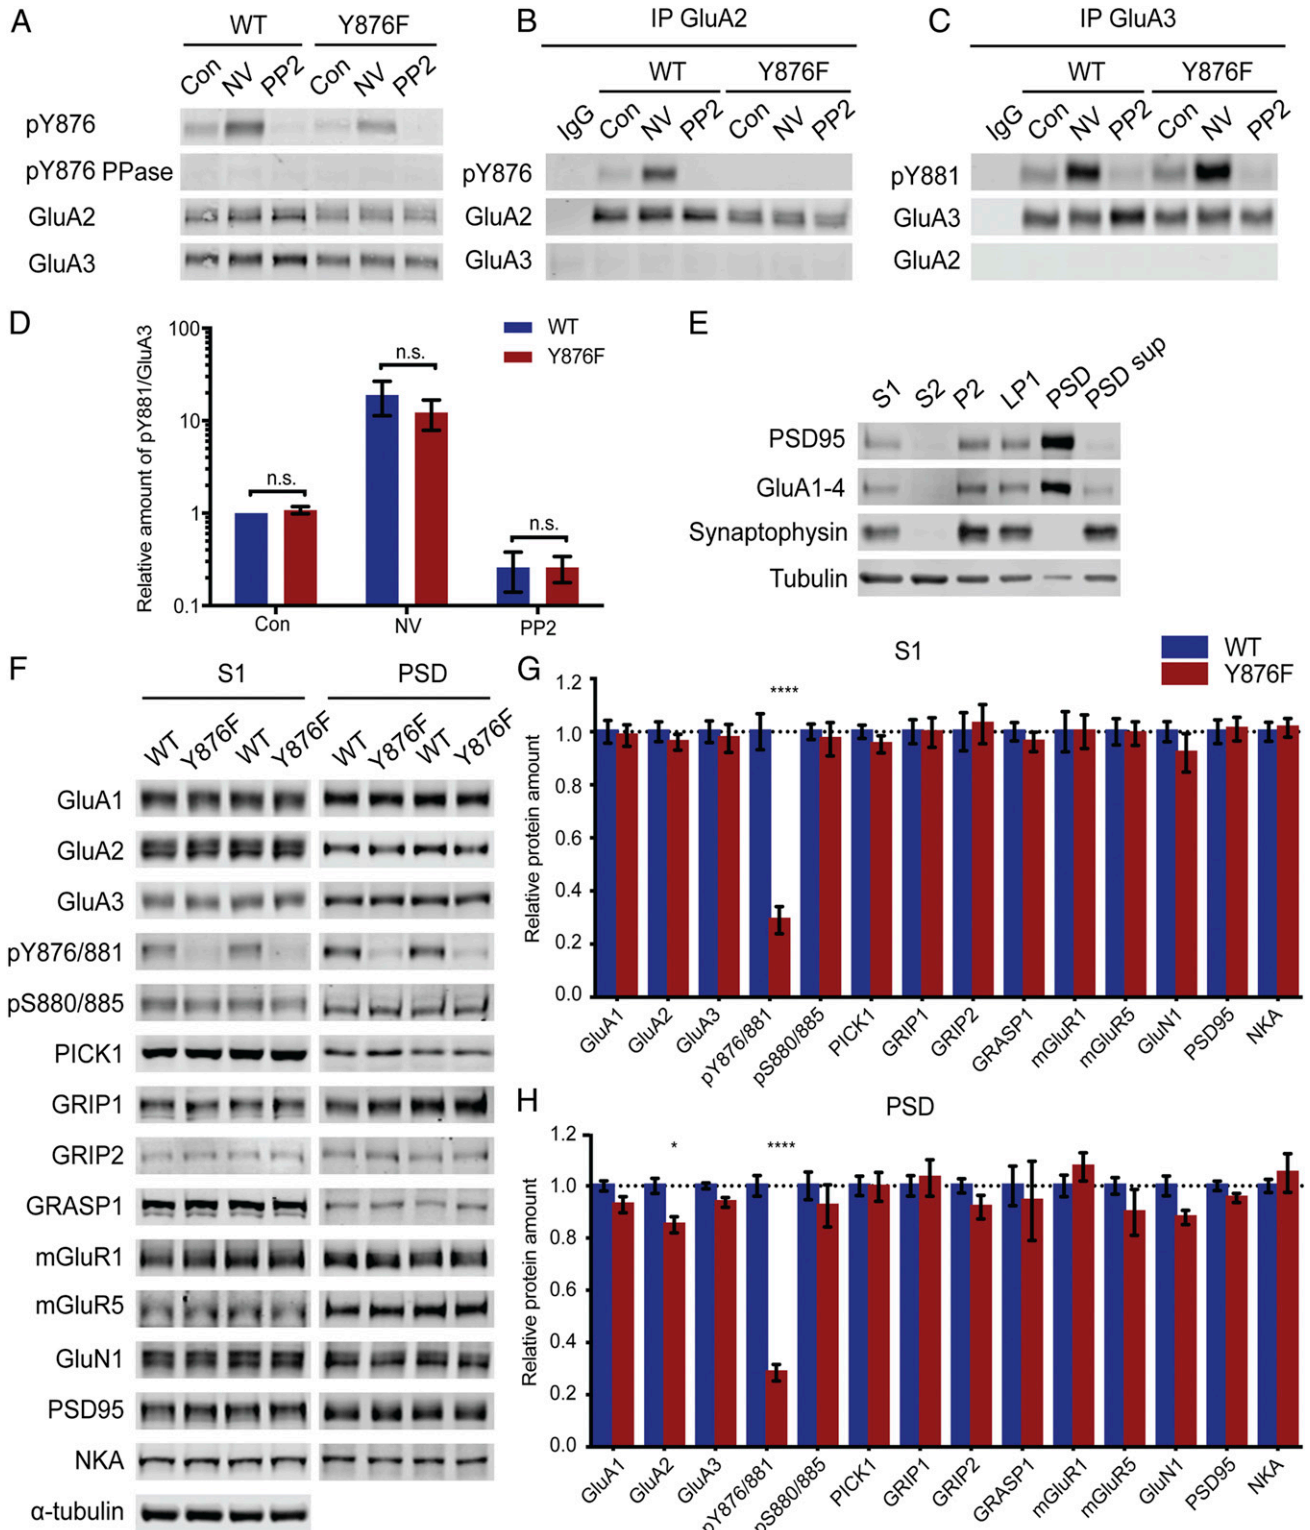 A
WT Y876F
Con NV PP2 Con NV PP2
pY876
pY876 PPase
GluA2
GluA3
B
IP GluA2
WT Y876F
IgG Con NV PP2 Con NV PP2
pY876
GluA2
GluA3
C
IP GluA3
WT Y876F
IgG Con NV PP2 Con NV PP2
pY881
GluA3
GluA2
D
Relative amount of pY881/GluA3
100
10
1
0.1
n.s.
n.s.
n.s.
Con NV PP2
WT
Y876F
E
S1 S2 P2 LP1 PSD PSD sup
PSD95
GluA1-4
Synaptophysin
Tubulin
F
S1 PSD
WT Y876F WT Y876F WT Y876F WT Y876F
GluA1
GluA2
GluA3
pY876/881
pS880/885
PICK1
GRIP1
GRIP2
GRASP1
mGluR1
mGluR5
GluN1
PSD95
NKA
α-tubulin
G
S1
WT
Y876F
Relative protein amount
1.2
1.0
0.8
0.6
0.4
0.2
0.0
****
GluA1 GluA2 GluA3 pY876/881 pS880/885 PICK1 GRIP1 GRIP2 GRASP1 mGluR1 mGluR5 GluN1 PSD95 NKA
H
PSD
Relative protein amount
1.2
1.0
0.8
0.6
0.4
0.2
0.0
* ****
GluA1 GluA2 GluA3 pY876/881 pS880/885 PICK1 GRIP1 GRIP2 GRASP1 mGluR1 mGluR5 GluN1 PSD95 NKA